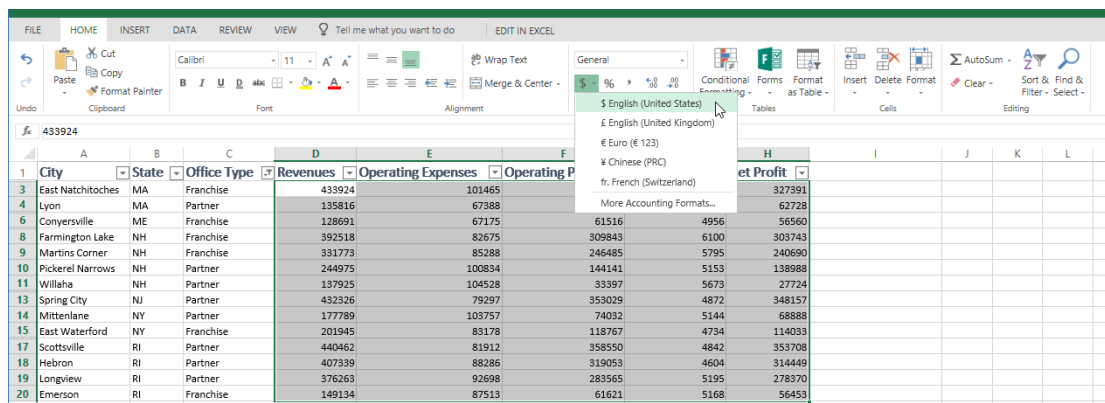 FILE HOME INSERT DATA REVIEW VIEW Tell me what you want to do EDIT IN EXCEL
Cut
Copy
Format Painter
Paste
Undo
Clipboard
Calibri 11 A A
B I U D abc A
Font
Wrap Text
Merge & Center
Alignment
General
$ % , .0 .00
Conditional Formatting
Forms
Format as Table
Tables
Insert Delete Format
Cells
AutoSum
Clear
Sort & Filter
Find & Select
Editing
$ English (United States)
£ English (United Kingdom)
€ Euro (€ 123)
¥ Chinese (PRC)
fr. French (Switzerland)
More Accounting Formats...
fx 433924
A B C D E F H I J K L
1 City State Office Type Revenues Operating Expenses Operating P et Profit
3 East Natchitoches MA Franchise 433924 101465 327391
4 Lyon MA Partner 135816 67388 62728
6 Conyersville ME Franchise 128691 67175 61516 4956 56560
8 Farmington Lake NH Franchise 392518 82675 309843 6100 303743
9 Martins Corner NH Franchise 331773 85288 246485 5795 240690
10 Pickerel Narrows NH Partner 244975 100834 144141 5153 138988
11 Willaha NH Partner 137925 104528 33397 5673 27724
13 Spring City NJ Partner 432326 79297 353029 4872 348157
14 Mittenlane NY Partner 177789 103757 74032 5144 68888
15 East Waterford NY Franchise 201945 83178 118767 4734 114033
17 Scottsville RI Partner 440462 81912 358550 4842 353708
18 Hebron RI Partner 407339 88286 319053 4604 314449
19 Longview RI Partner 376263 92698 283565 5195 278370
20 Emerson RI Franchise 149134 87513 61621 5168 56453